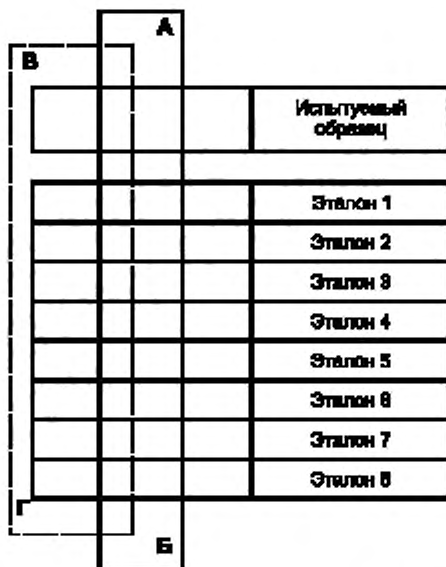 А
В
Испытуемый
образец
Эталон 1
Эталон 2
Эталон 3
Эталон 4
Эталон 5
Эталон 6
Эталон 7
Эталон 8
Г
Б